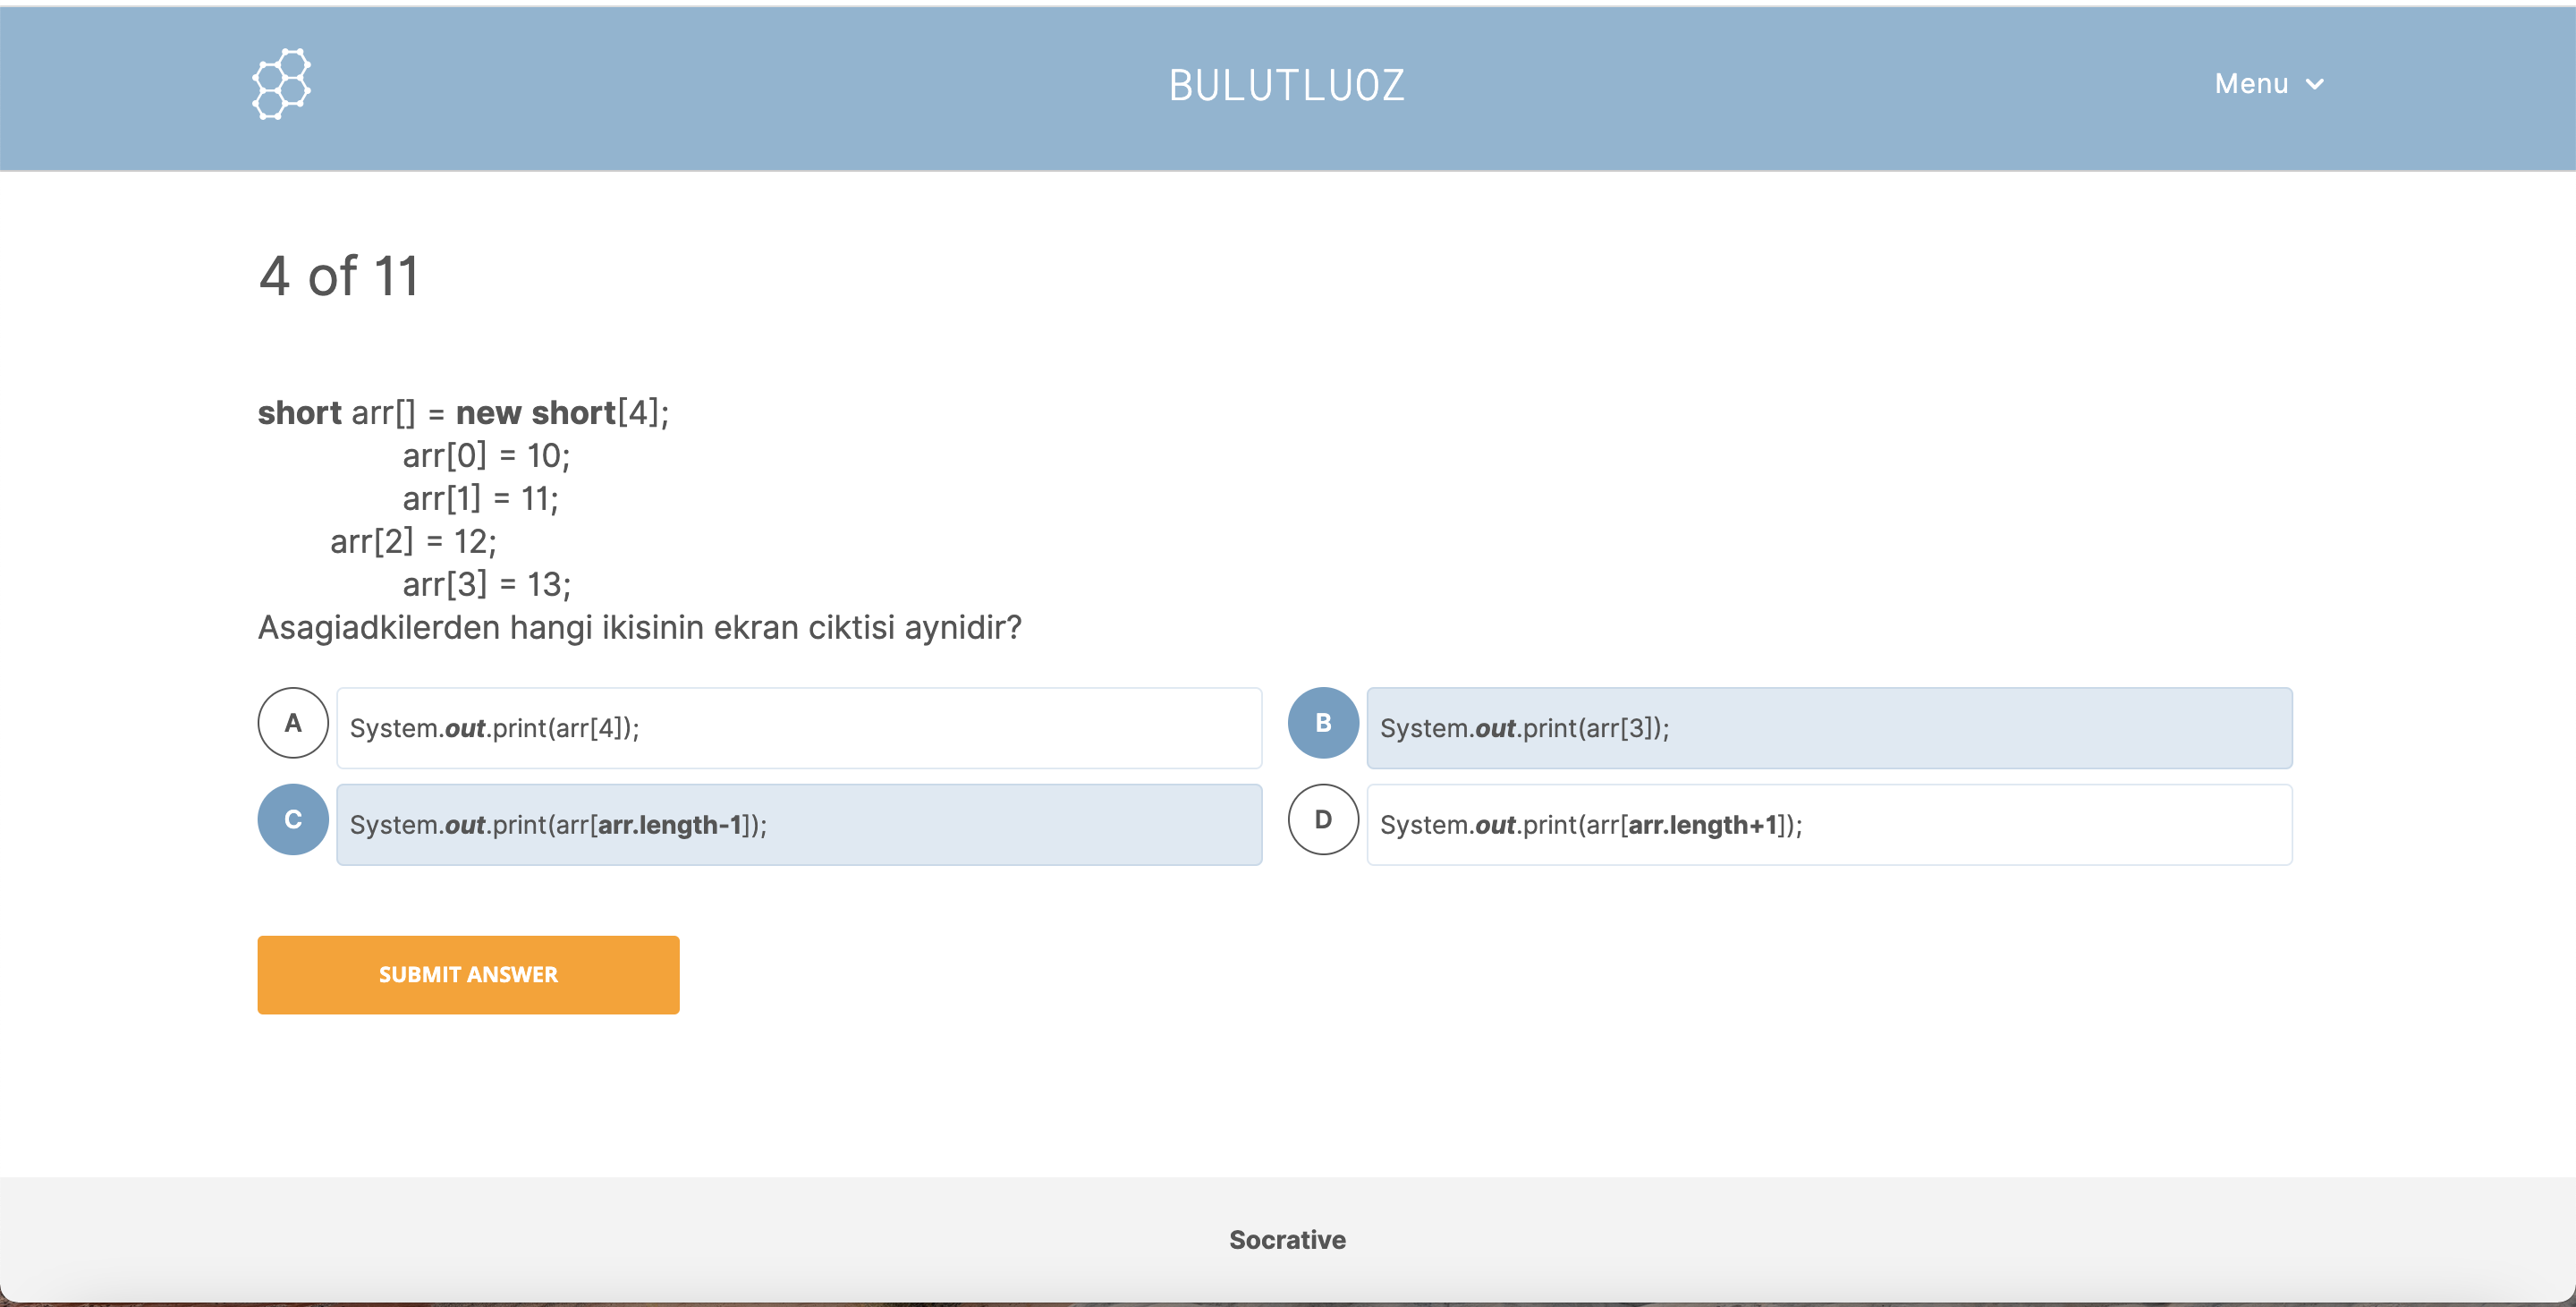 BULUTLUOZ
Menu
4 of 11
short arr[] = new short[4];
arr[0] = 10;
arr[1] = 11;
arr[2] = 12;
arr[3] = 13;
Asagiadkilerden hangi ikisinin ekran ciktisi aynidir?
A System.out.print(arr[4]);
B System.out.print(arr[3]);
C System.out.print(arr[arr.length-1]);
D System.out.print(arr[arr.length+1]);
SUBMIT ANSWER
Socrative